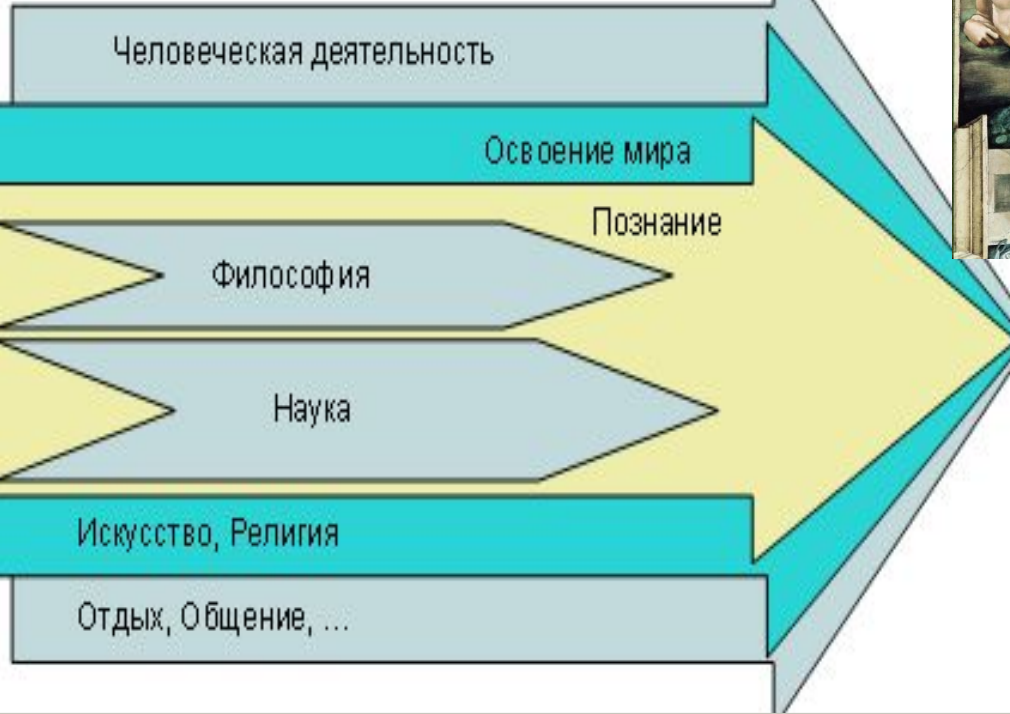 Человеческая деятельность
Освоение мира
Познание
Философия
Наука
Искусство, Религия
Отдых, Общение, ...